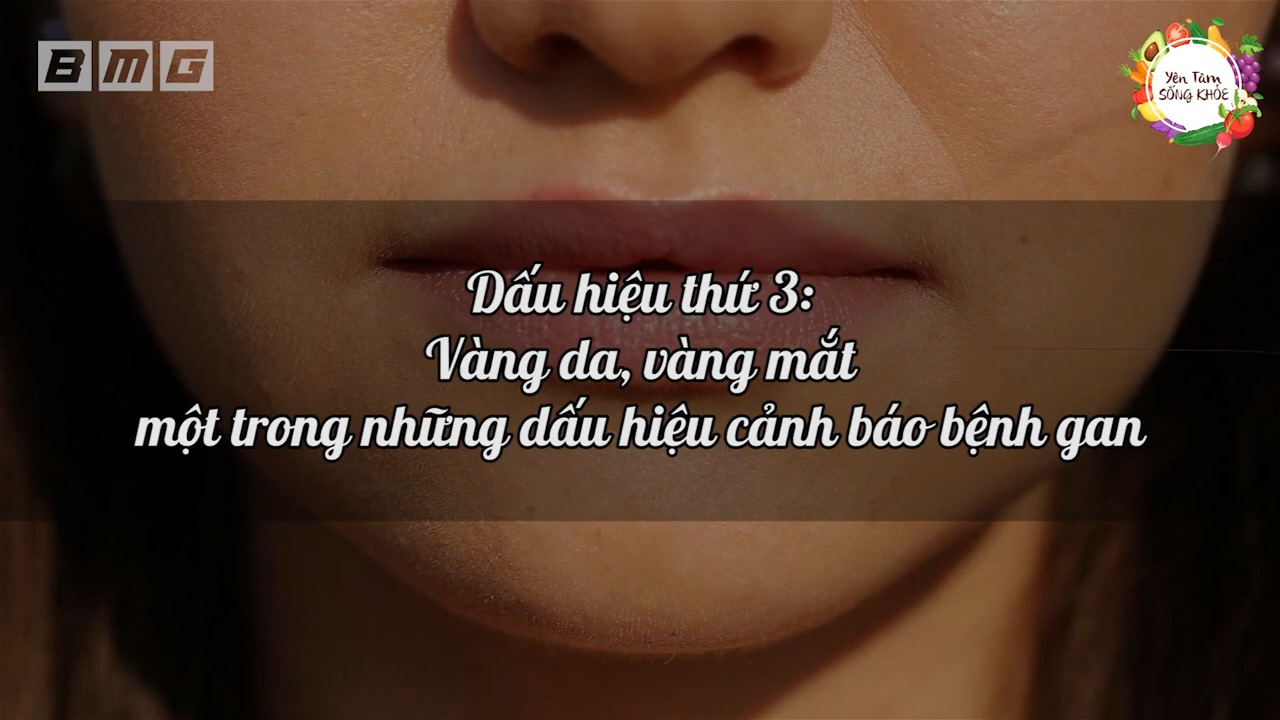 BMG
Yên Tâm
SỐNG KHỎE
Dấu hiệu thứ 3:
Vàng da, vàng mắt
một trong những dấu hiệu cảnh báo bệnh gan